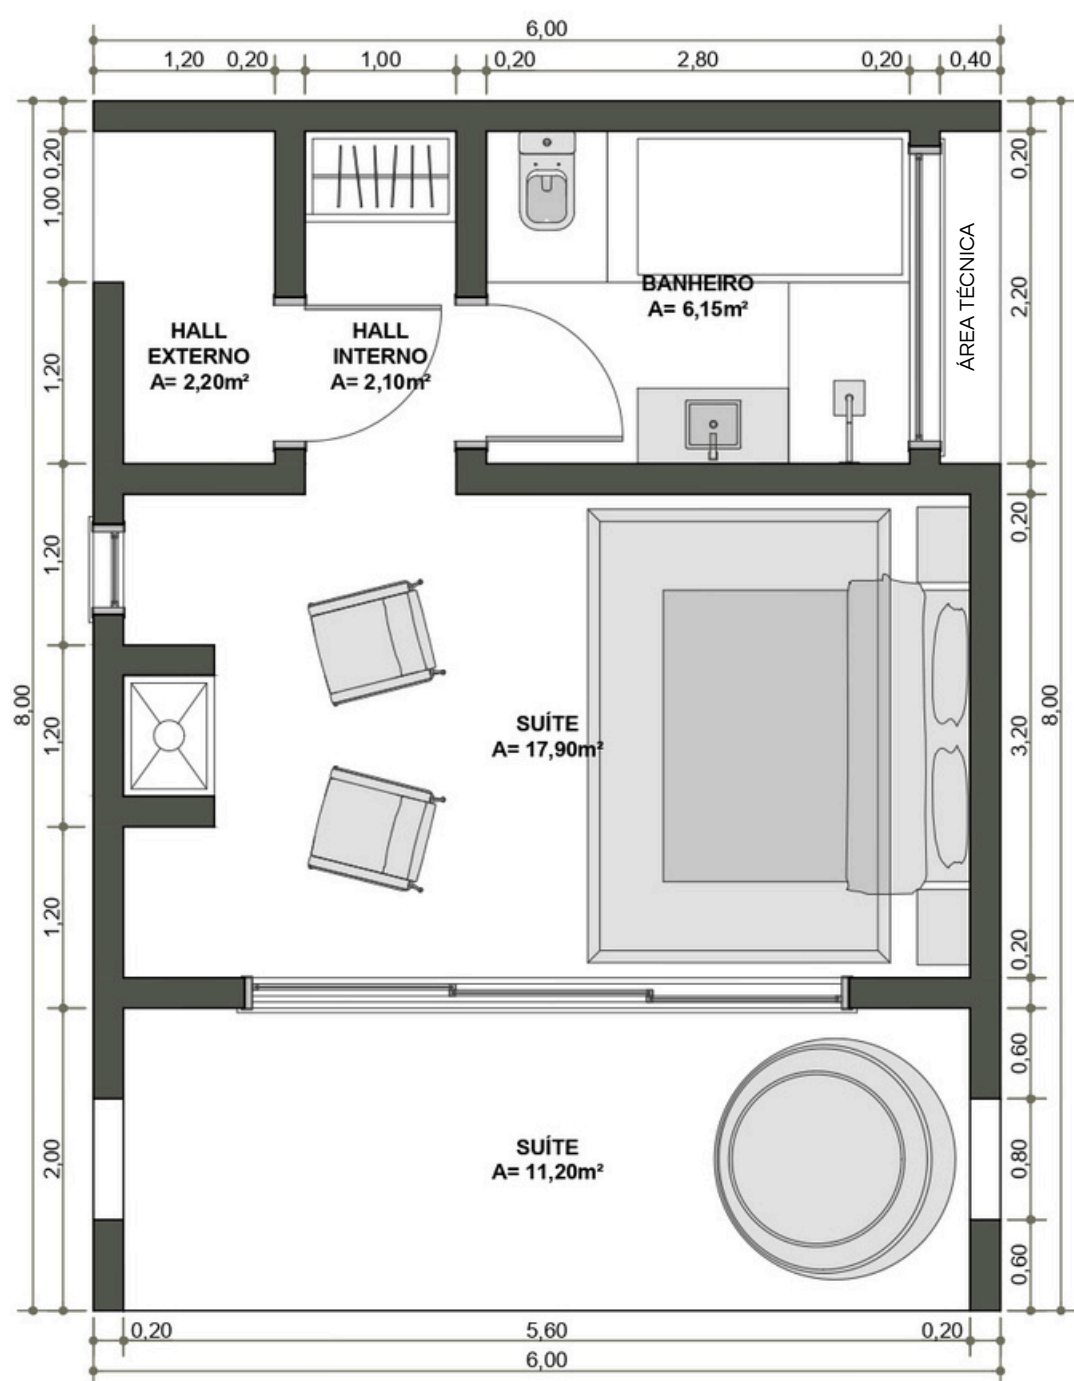 6,00
1,20 0,20 1,00 0,20 2,80 0,20 0,40
0,20
1,00
1,20
1,20
1,20
1,20
2,00
8,00
HALL
EXTERNO
A= 2,20m²
HALL
INTERNO
A= 2,10m²
BANHEIRO
A= 6,15m²
ÁREA TÉCNICA
SUÍTE
A= 17,90m²
SUÍTE
A= 11,20m²
0,20
2,20
0,20
3,20
0,20
0,60
0,80
0,60
8,00
0,20 5,60 0,20
6,00